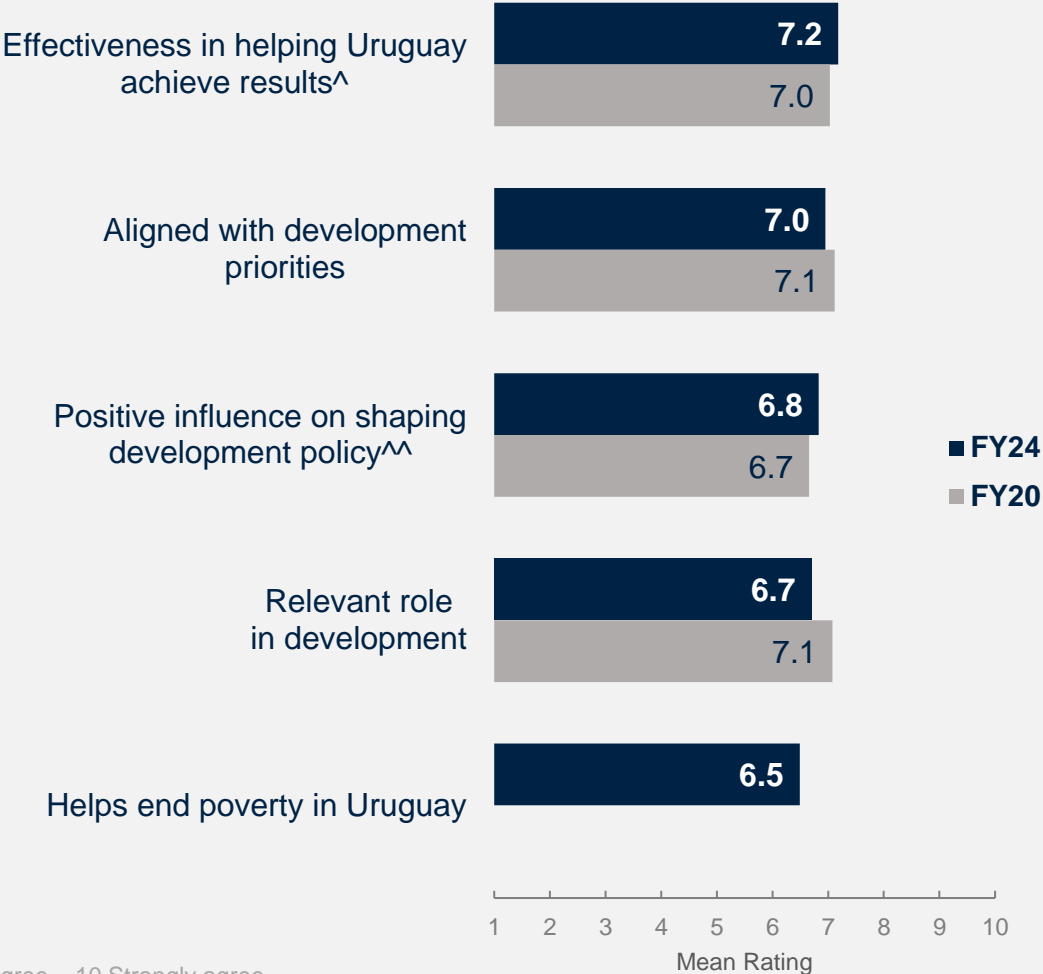 Effectiveness in helping Uruguay
achieve results^
7.2
7.0
Aligned with development
priorities
7.0
7.1
Positive influence on shaping
development policy^^
6.8
6.7
FY24
FY20
Relevant role
in development
6.7
7.1
Helps end poverty in Uruguay
6.5
1 2 3 4 5 6 7 8 9 10
Mean Rating
10 Strongly agree